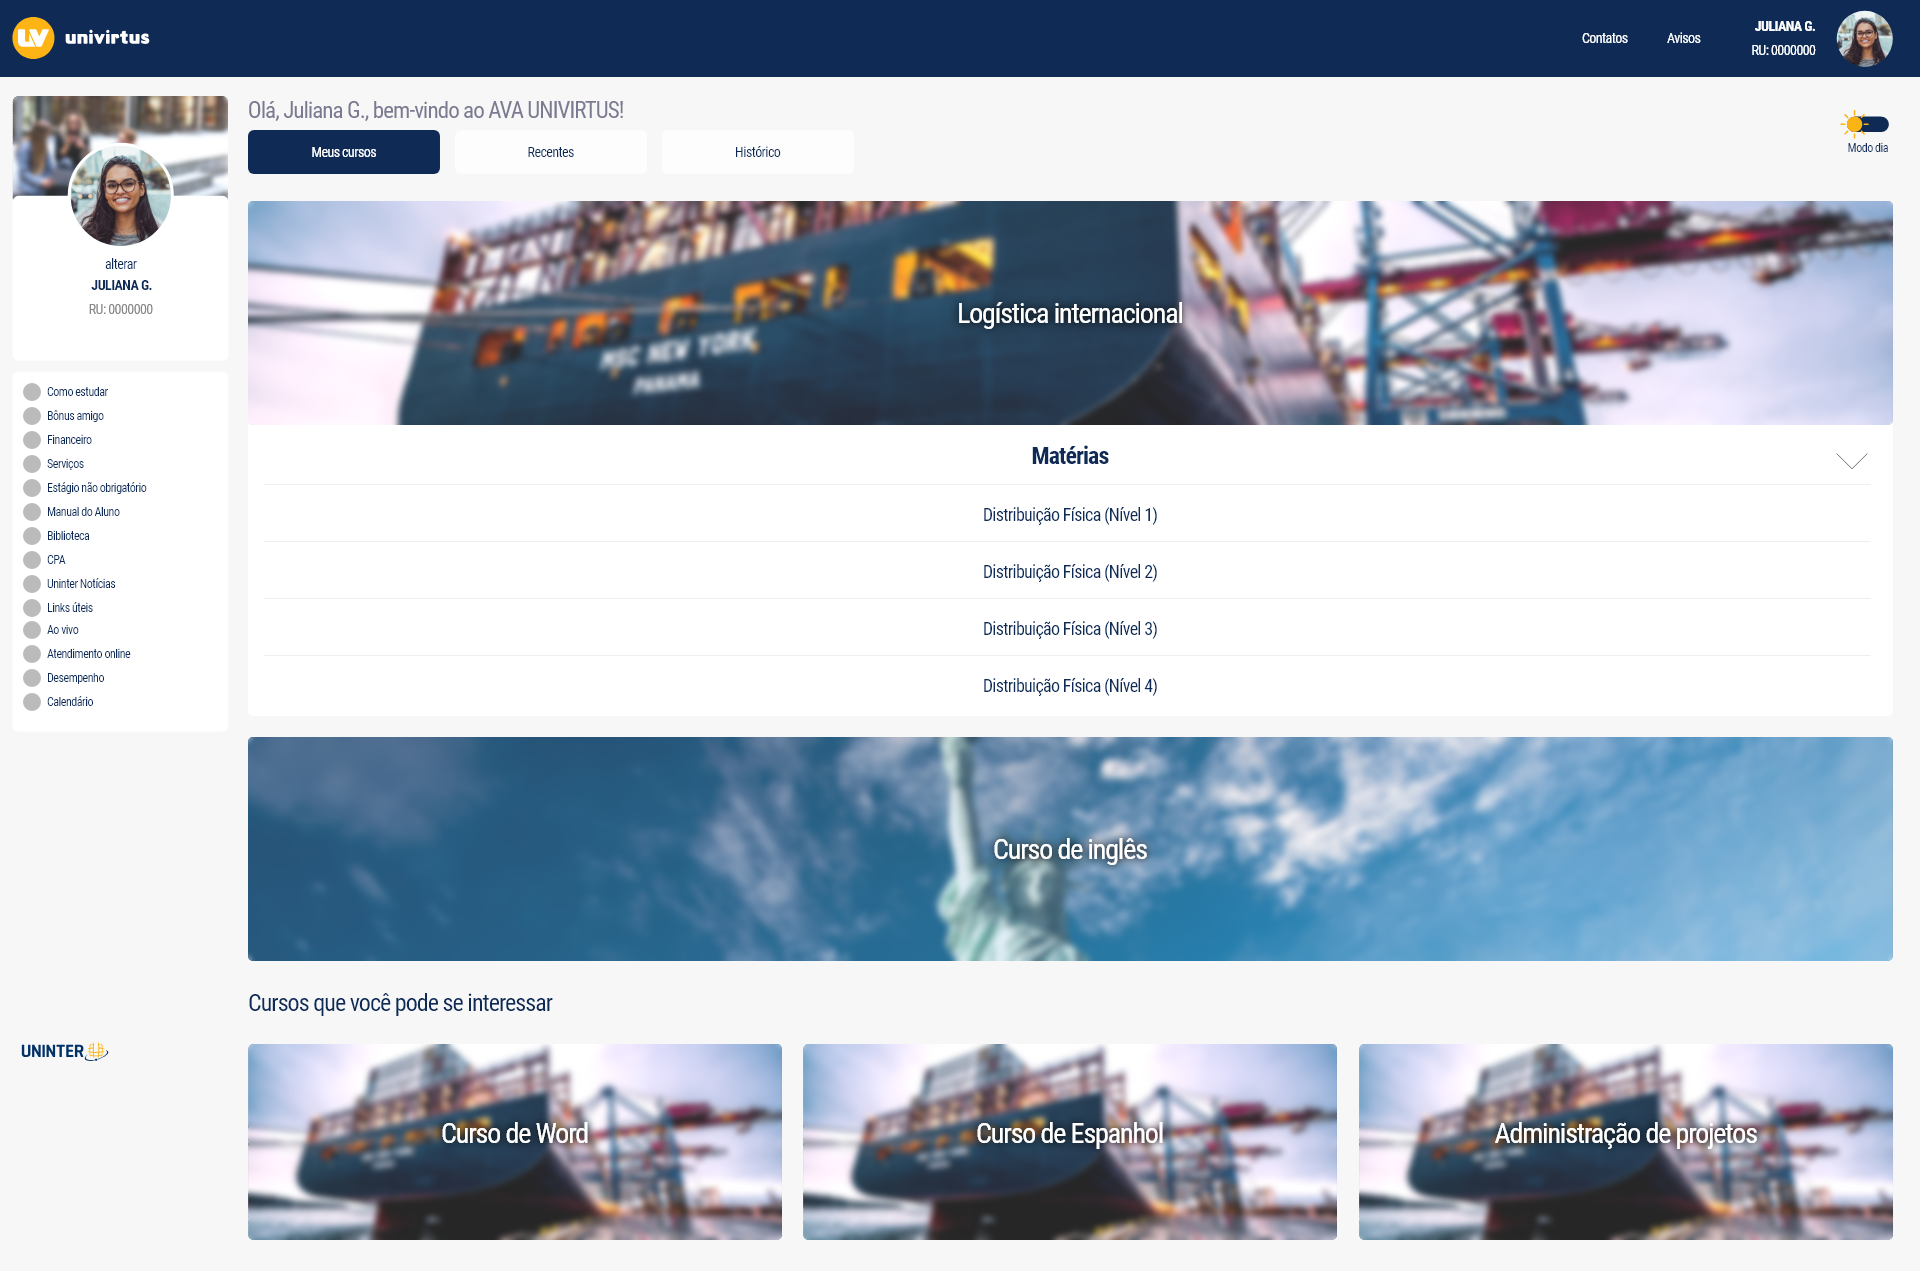 UV univirtus
Contatos
Avisos
JULIANA G.
RU: 0000000
alterar
JULIANA G.
RU: 0000000
Como estudar
Bônus amigo
Financeiro
Serviços
Estágio não obrigatório
Manual do Aluno
Biblioteca
CPA
Uninter Notícias
Links úteis
Ao vivo
Atendimento online
Desempenho
Calendário
UNINTER
Olá, Juliana G., bem-vindo ao AVA UNIVIRTUS!
Meus cursos
Recentes
Histórico
Modo dia
Logística internacional
MSC NEW YORK
PANAMA
Matérias
Distribuição Física (Nível 1)
Distribuição Física (Nível 2)
Distribuição Física (Nível 3)
Distribuição Física (Nível 4)
Curso de inglês
Cursos que você pode se interessar
Curso de Word
Curso de Espanhol
Administração de projetos